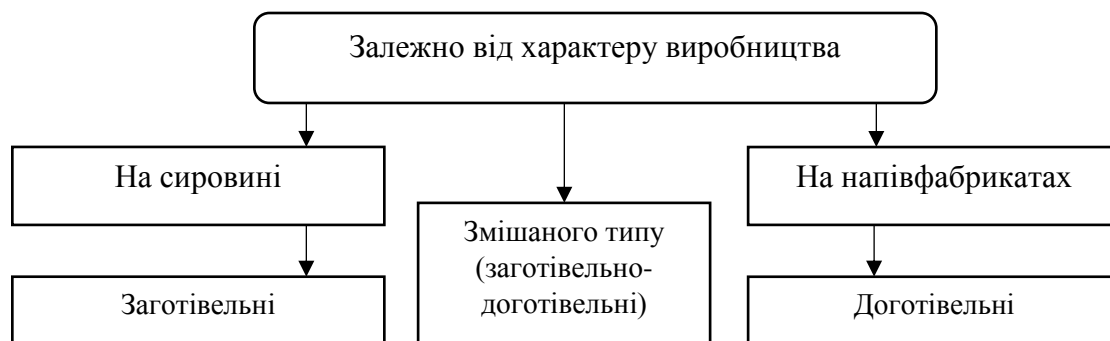 Залежно від характеру виробництва
На сировині
На напівфабрикатах
Змішаного типу
(заготівельно-
доготівельні)
Заготівельні
Доготівельні